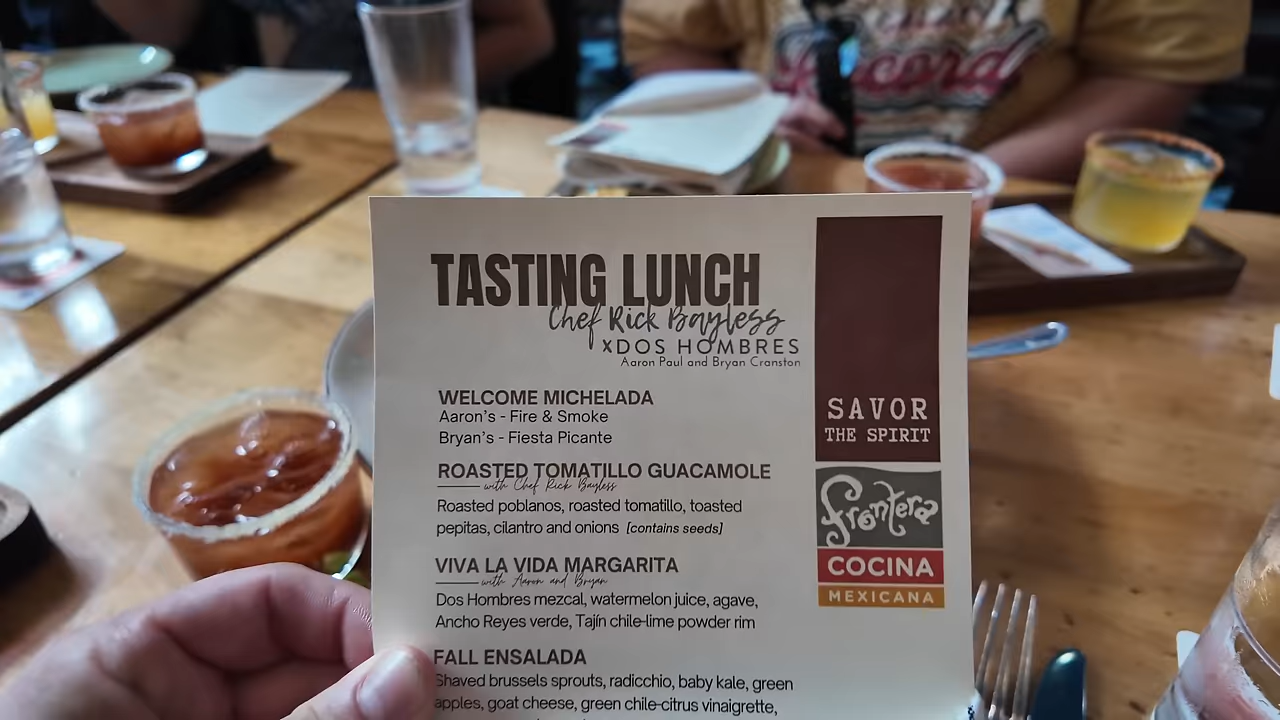 TASTING LUNCH
Chef Rick Bayless
x DOS HOMBRES
Aaron Paul and Bryan Cranston
WELCOME MICHELADA
Aaron's - Fire & Smoke
Bryan's - Fiesta Picante
ROASTED TOMATILLO GUACAMOLE
with Chef Rick Bayless
Roasted poblanos, roasted tomatillo, toasted
pepitas, cilantro and onions [contains seeds]
VIVA LA VIDA MARGARITA
with Aaron and Bryan
Dos Hombres mezcal, watermelon juice, agave,
Ancho Reyes verde, Tajín chile-lime powder rim
FALL ENSALADA
Shaved brussels sprouts, radicchio, baby kale, green
apples, goat cheese, green chile-citrus vinaigrette,
SAVOR
THE SPIRIT
Frontera
COCINA
MEXICANA